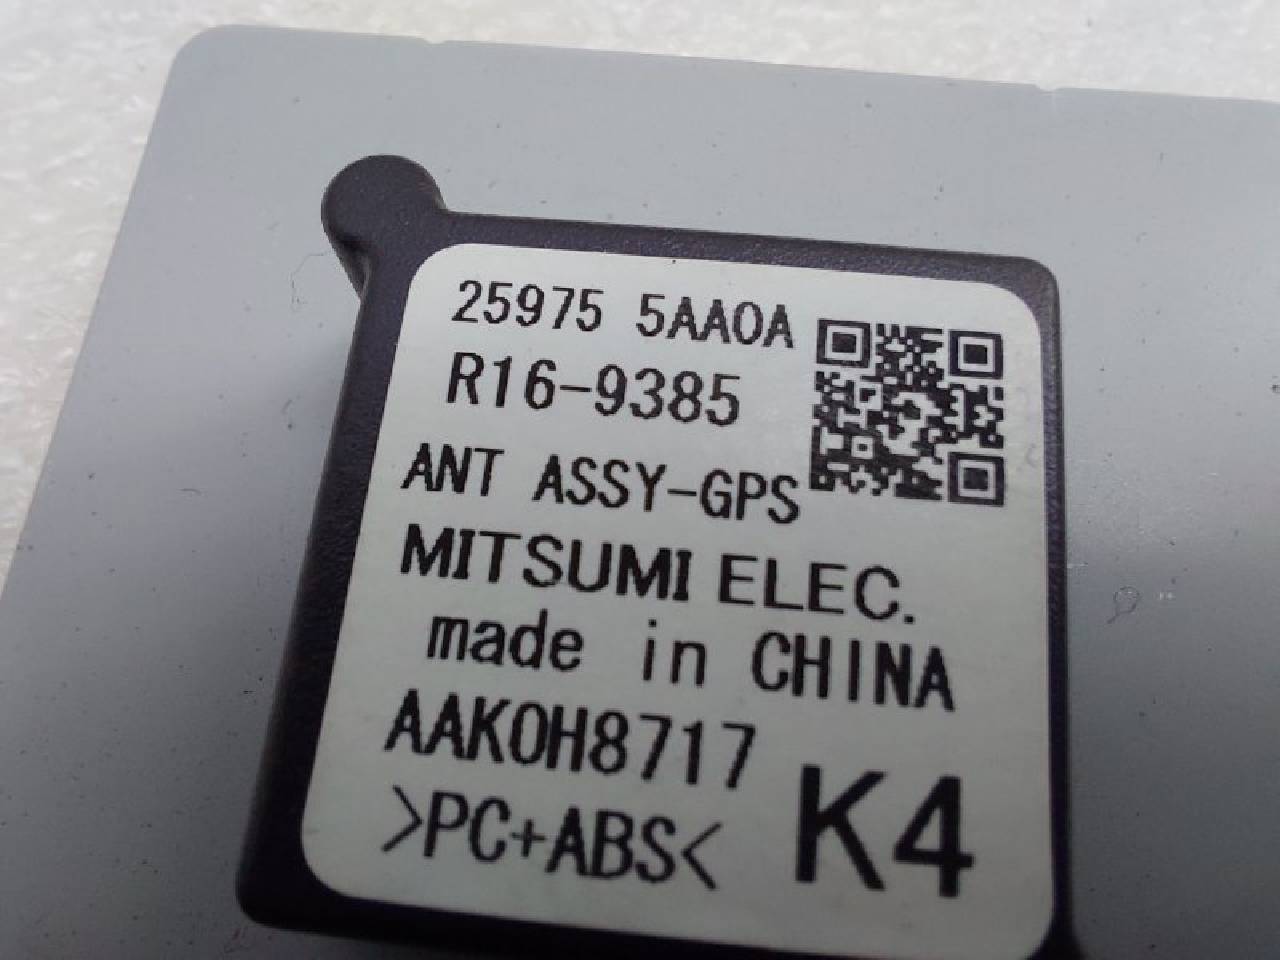 25975 5AA0A
R16-9385
ANT ASSY-GPS
MITSUMI ELEC.
made in CHINA
AAK0H8717
>PC+ABS<
K4